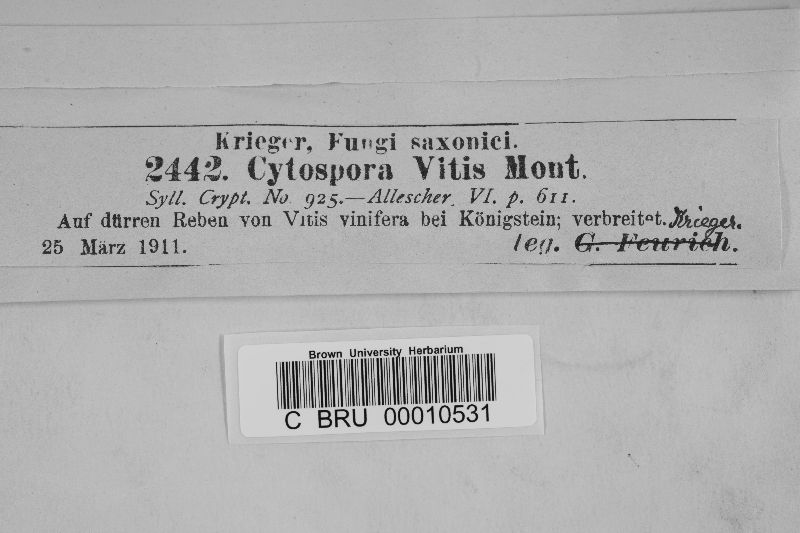 Krieger, Fungi saxonici.
2442. Cytospora Vitis Mont.
Syll. Crypt. No. 925.—Allescher, VI. p. 611.
Auf dürren Reben von Vitis vinifera bei Königstein; verbreitet. Krieger.
25 März 1911. leg. G. Feurich.
Brown University Herbarium
C BRU 00010531